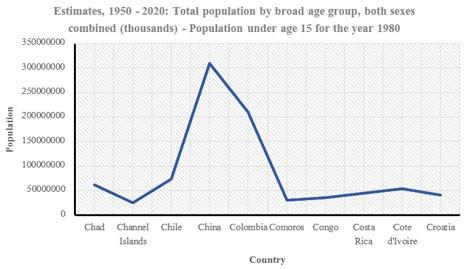 Estimates, 1950 - 2020: Total population by broad age group, both sexes
combined (thousands) - Population under age 15 for the year 1980
350000000
300000000
250000000
200000000
150000000
100000000
50000000
0
Population
Chad Channel Chile China Colombia Comoros Congo Costa Cote Croatia
Islands Rica d'Ivoire
Country